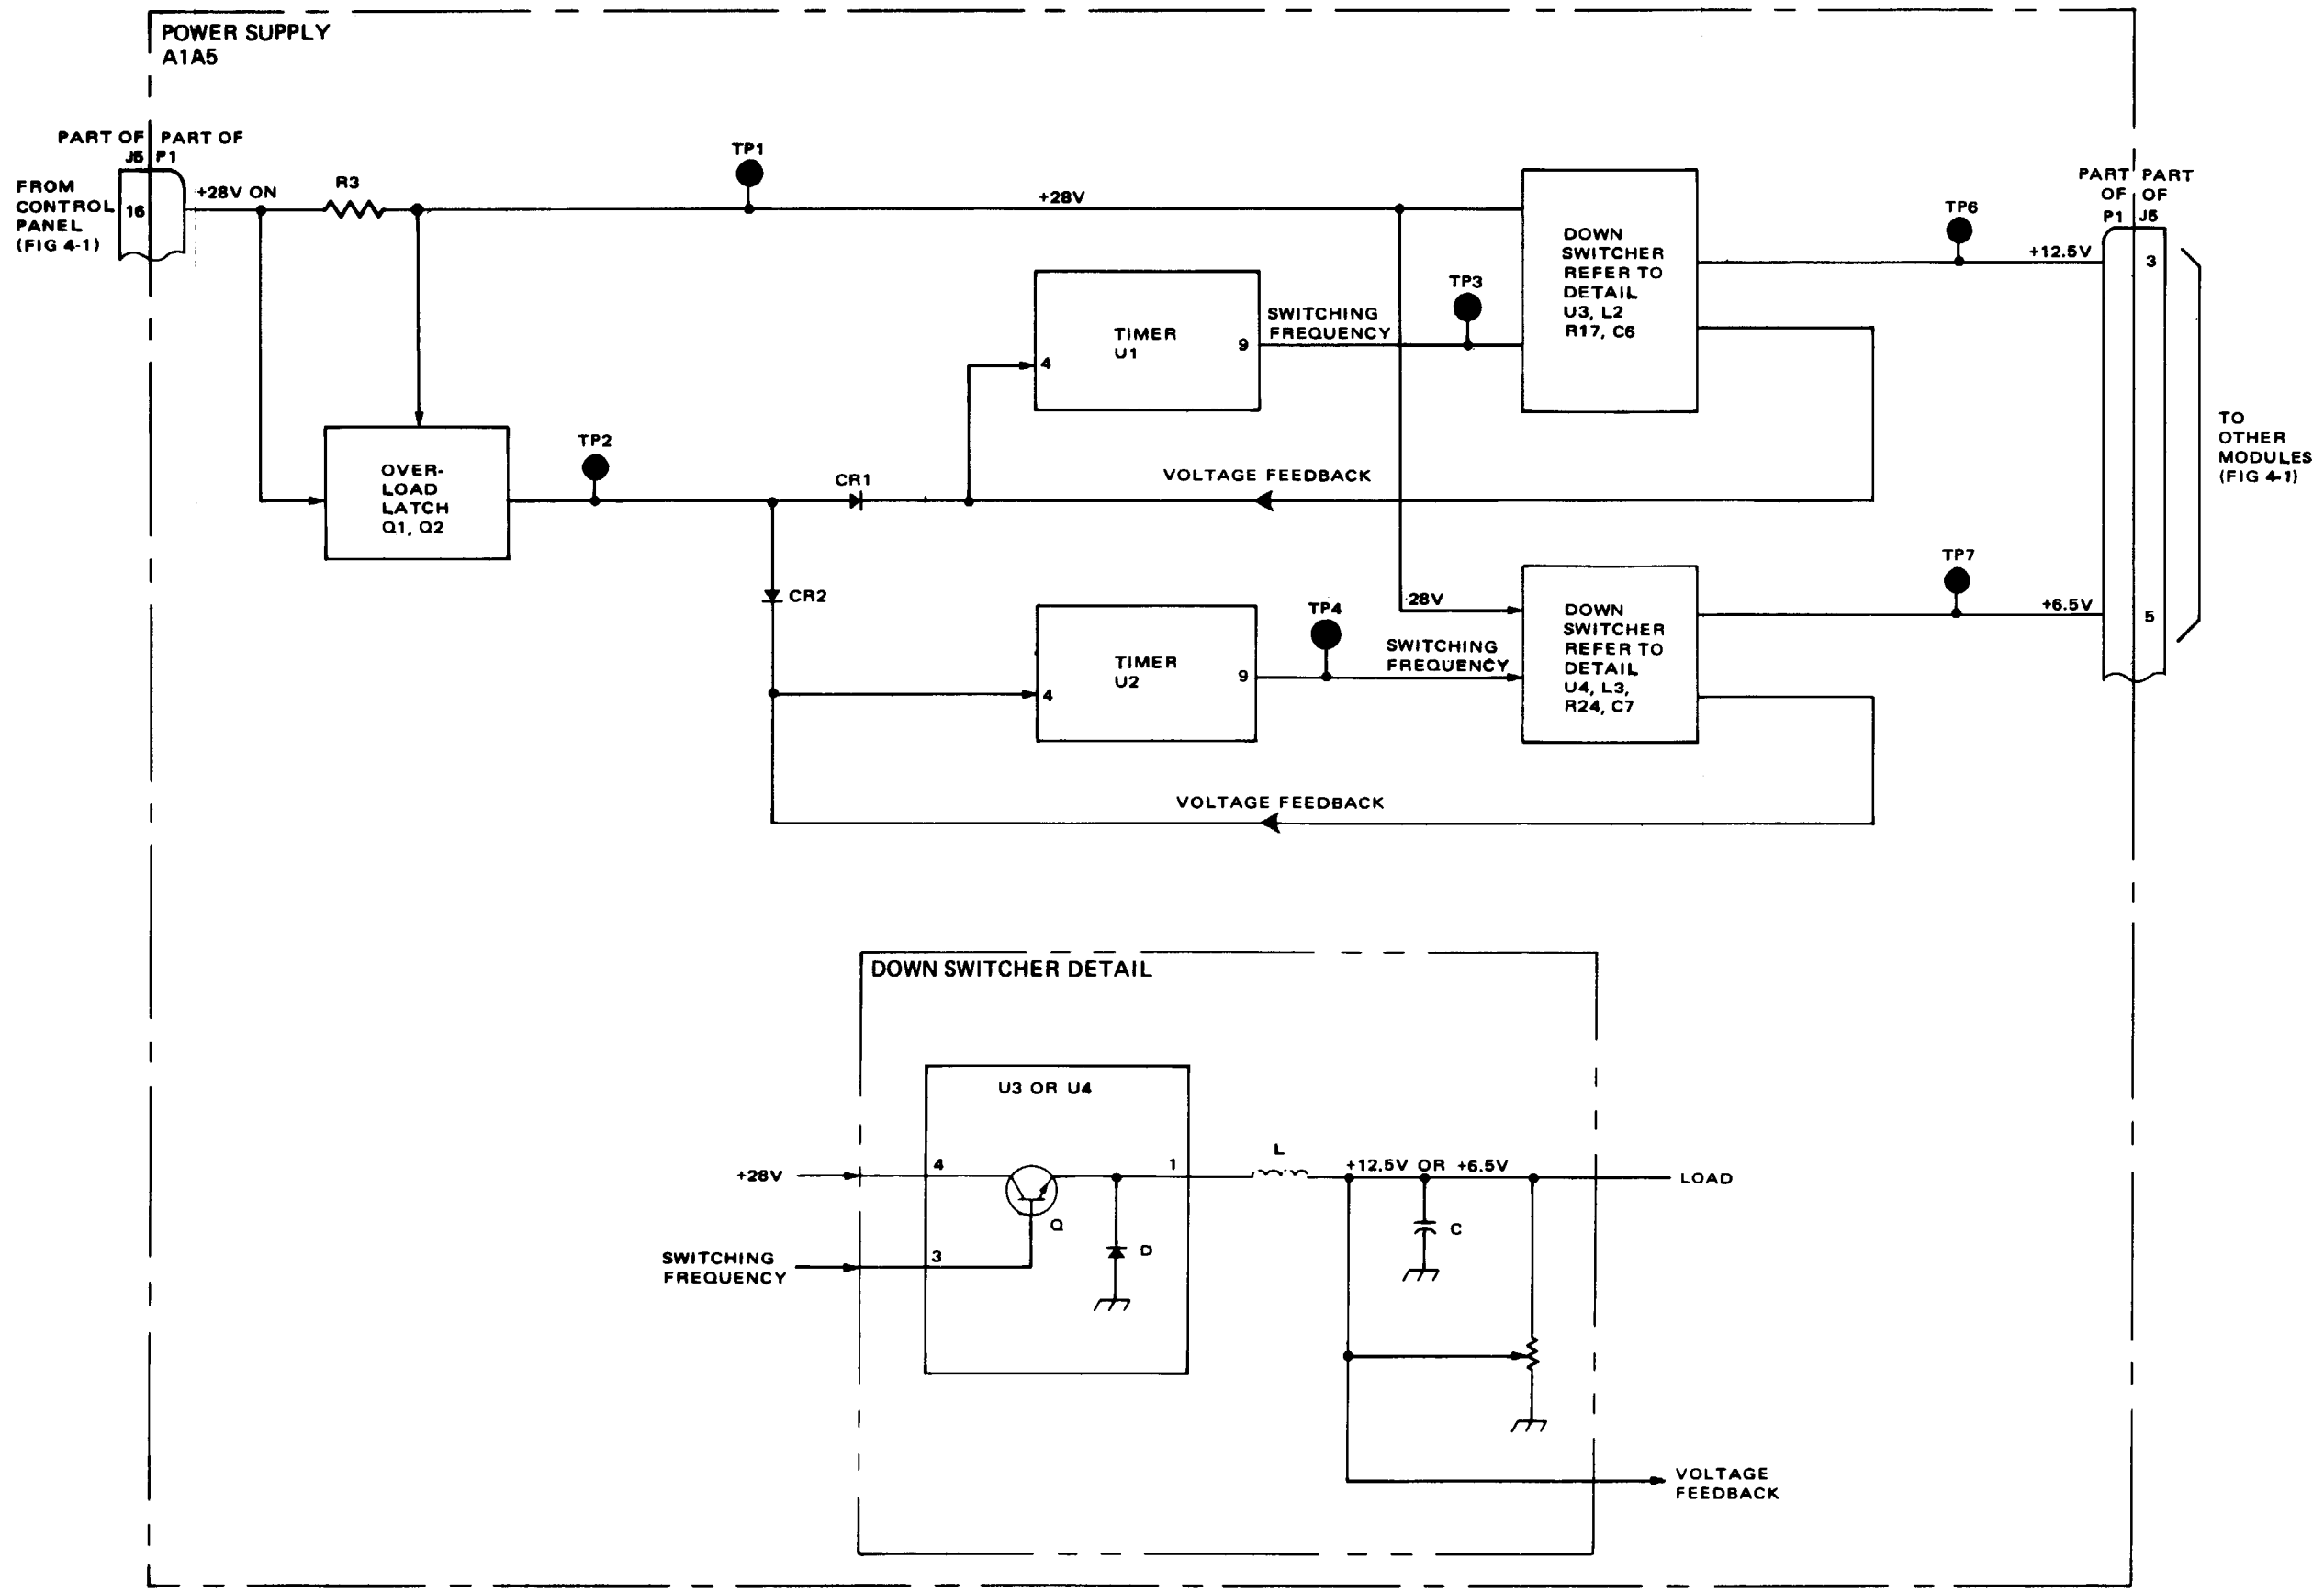 POWER SUPPLY
A1A5
PART OF PART OF
J5 P1
FROM
CONTROL
PANEL
(FIG 4-1)
16
+28V ON
R3
TP1
+28V
DOWN
SWITCHER
REFER TO
DETAIL
U3, L2
R17, C6
TP6
+12.5V
PART PART
OF OF
P1 J5
3
TIMER
U1
4
9
SWITCHING
FREQUENCY
TP3
OVER-
LOAD
LATCH
Q1, Q2
TP2
CR1
VOLTAGE FEEDBACK
TO
OTHER
MODULES
(FIG 4-1)
CR2
TIMER
U2
4
9
TP4
28V
SWITCHING
FREQUENCY
DOWN
SWITCHER
REFER TO
DETAIL
U4, L3,
R24, C7
TP7
+6.5V
5
VOLTAGE FEEDBACK
DOWN SWITCHER DETAIL
U3 OR U4
+28V
4
1
Q
D
L
+12.5V OR +6.5V
LOAD
C
SWITCHING
FREQUENCY
3
VOLTAGE
FEEDBACK